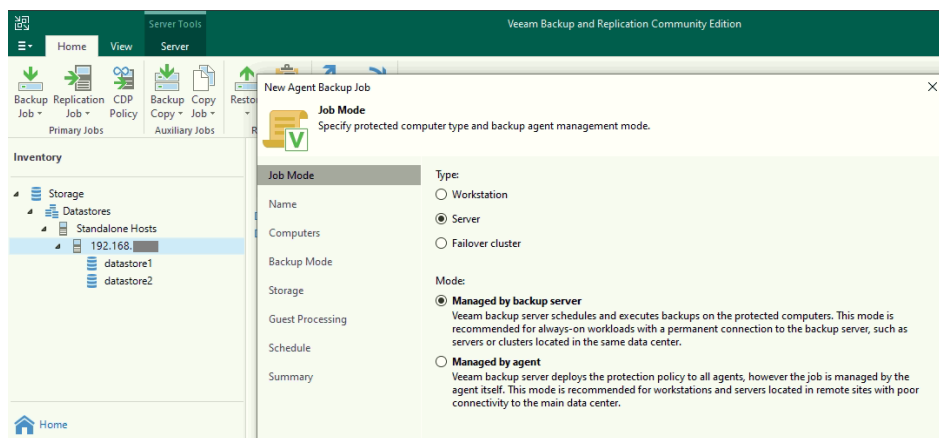 Server Tools
Veeam Backup and Replication Community Edition
Home View Server
Backup Replication CDP Backup Copy
Job Job Policy Copy Job
Primary Jobs Auxiliary Jobs
Inventory
Storage
Datastores
Standalone Hosts
192.168.
datastore1
datastore2
Home
New Agent Backup Job
Job Mode
Specify protected computer type and backup agent management mode.
Job Mode
Name
Computers
Backup Mode
Storage
Guest Processing
Schedule
Summary
Type:
Workstation
Server
Failover cluster
Mode:
Managed by backup server
Veeam backup server schedules and executes backups on the protected computers. This mode is
recommended for always-on workloads with a permanent connection to the backup server, such as
servers or clusters located in the same data center.
Managed by agent
Veeam backup server deploys the protection policy to all agents, however the job is managed by the
agent itself. This mode is recommended for workstations and servers located in remote sites with poor
connectivity to the main data center.